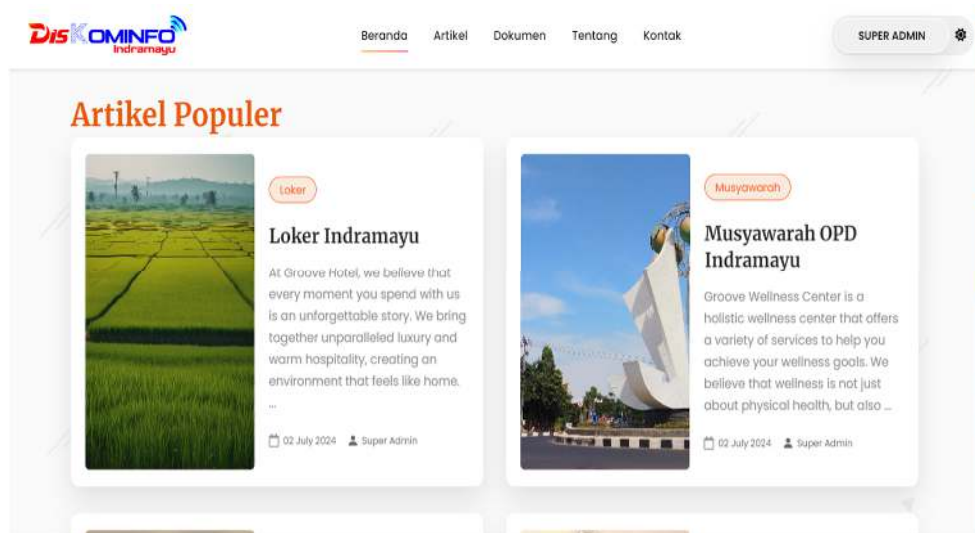 DISKOMINFO
Indramayu
Beranda Artikel Dokumen Tentang Kontak
SUPER ADMIN
Artikel Populer
Loker
Loker Indramayu
At Groove Hotel, we believe that
every moment you spend with us
is an unforgettable story. We bring
together unparalleled luxury and
warm hospitality, creating an
environment that feels like home.
...
02 July 2024 Super Admin
Musyawarah
Musyawarah OPD
Indramayu
Groove Wellness Center is a
holistic wellness center that offers
a variety of services to help you
achieve your wellness goals. We
believe that wellness is not just
about physical health, but also ...
02 July 2024 Super Admin